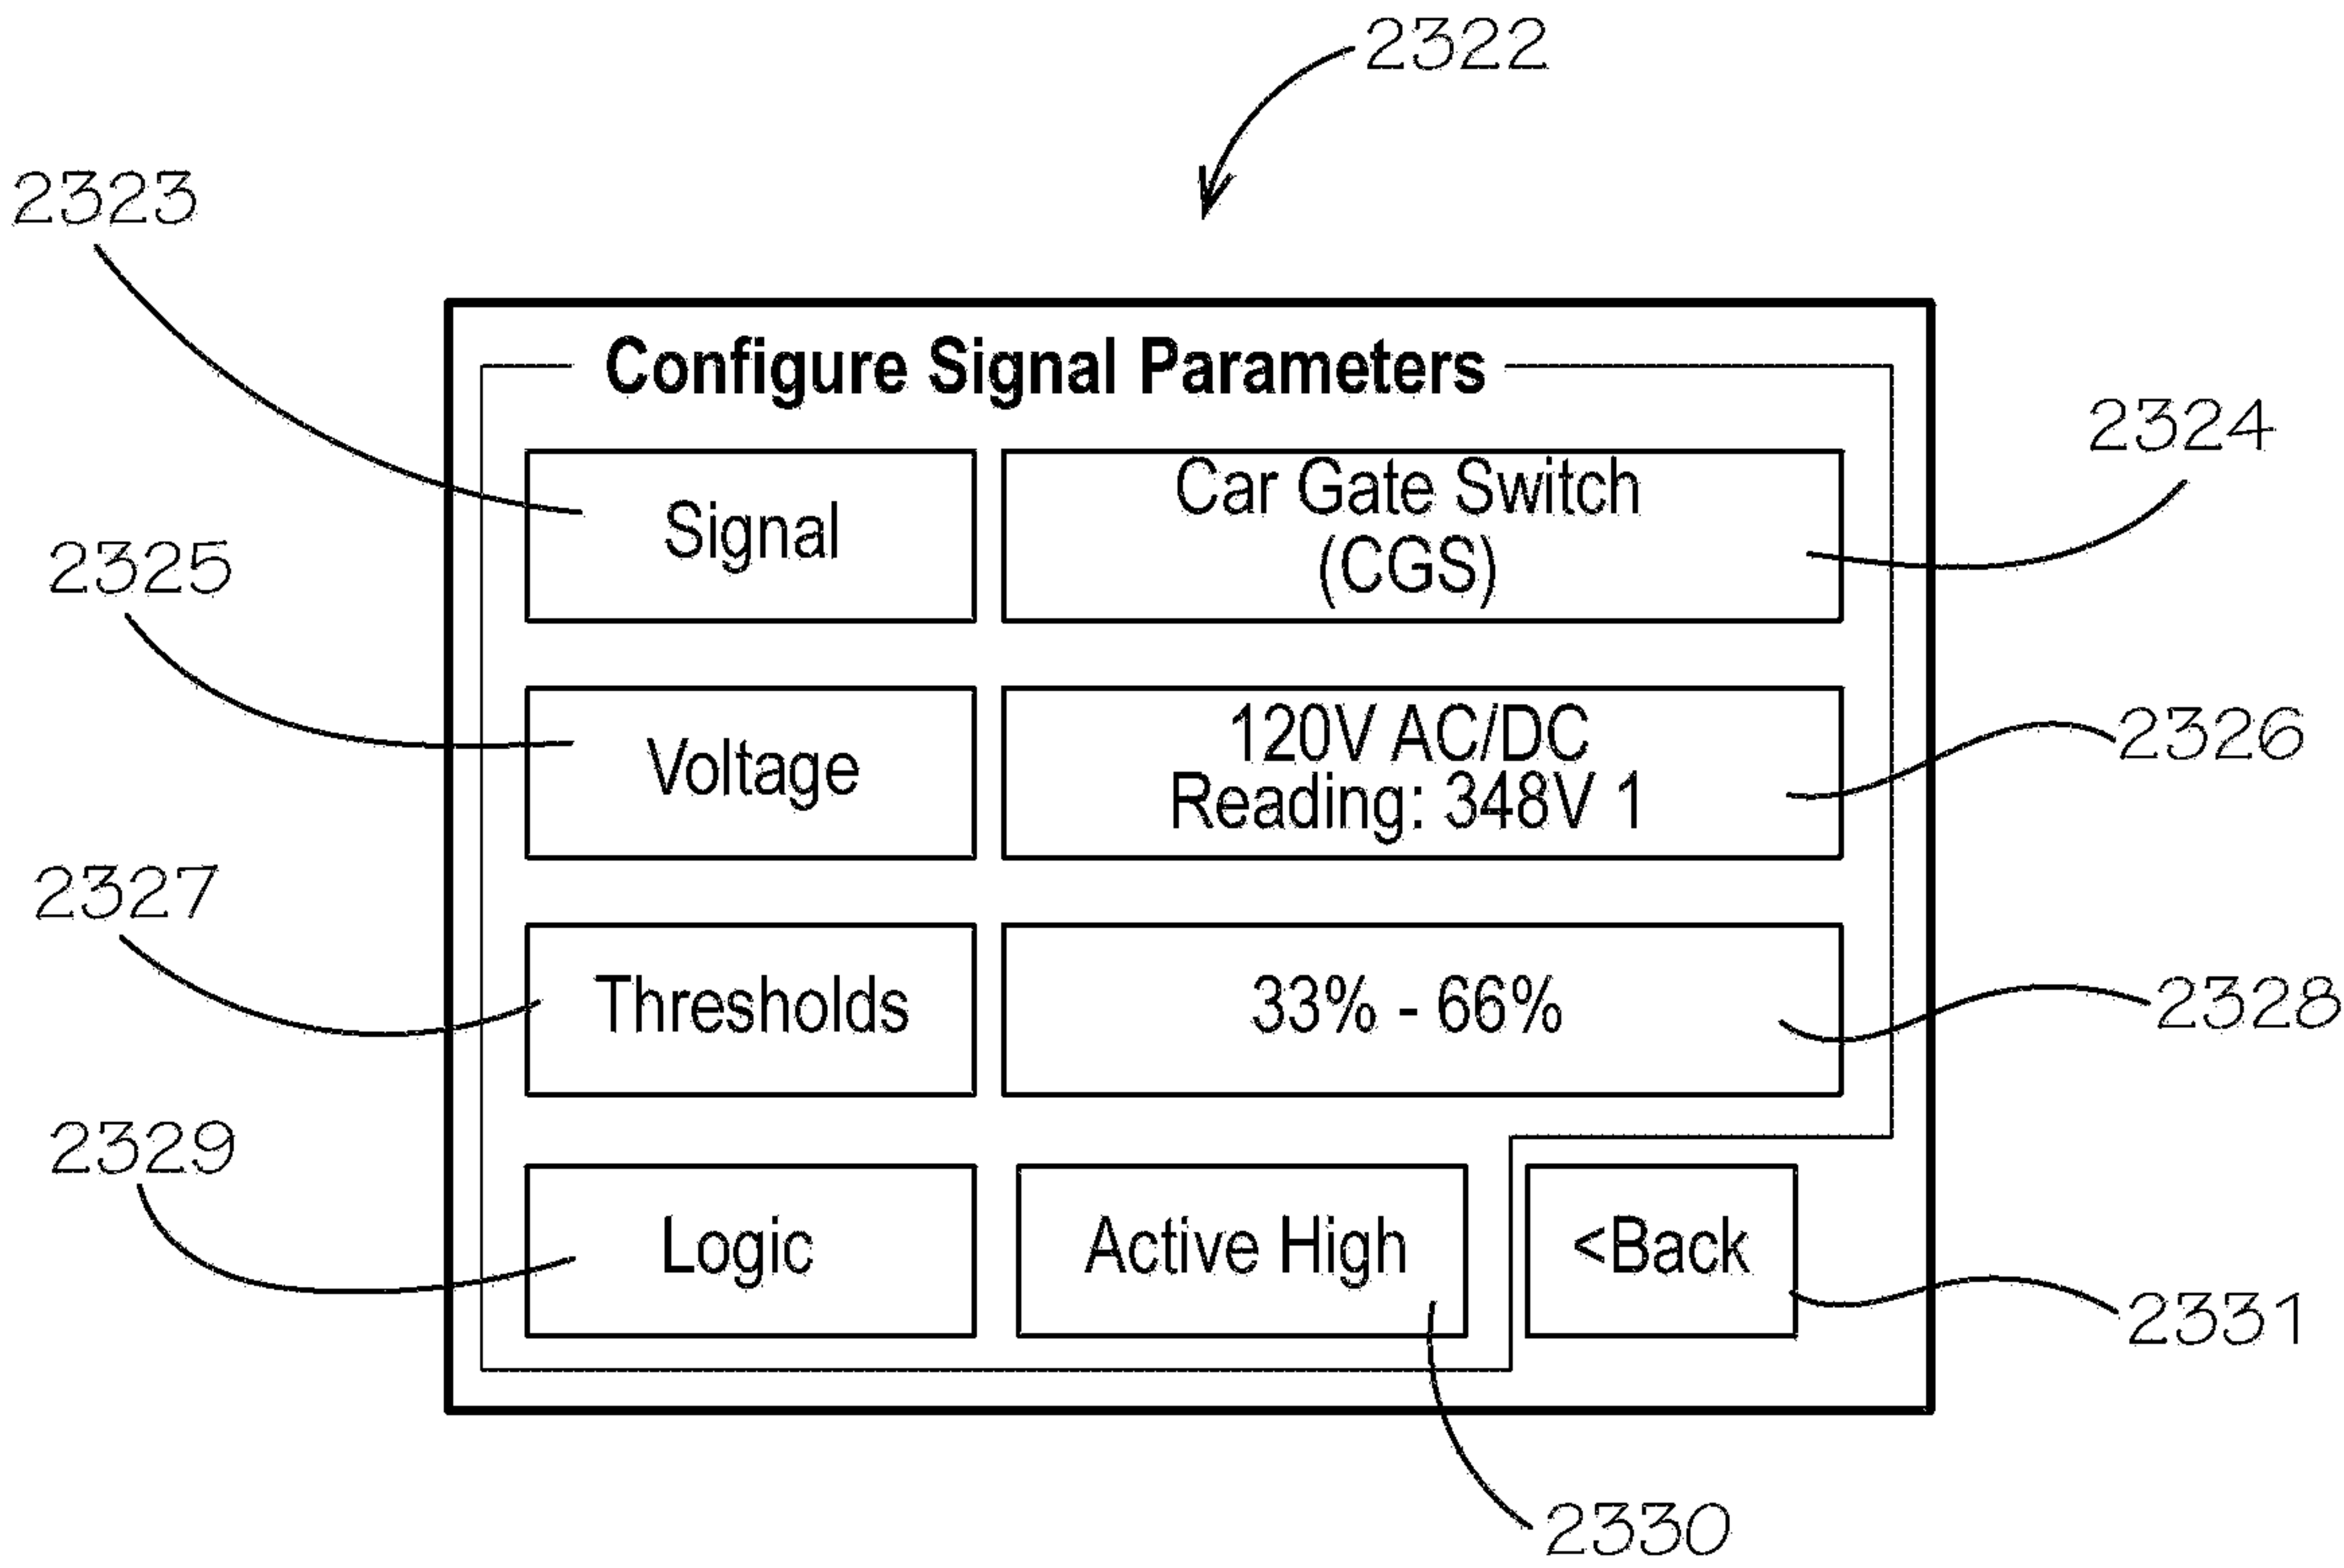 2322
2323
Configure Signal Parameters
2324
Signal
Car Gate Switch
(CGS)
2325
Voltage
120V AC/DC
Reading: 348V 1
2326
2327
Thresholds
33% - 66%
2328
2329
Logic
Active High
<Back
2331
2330